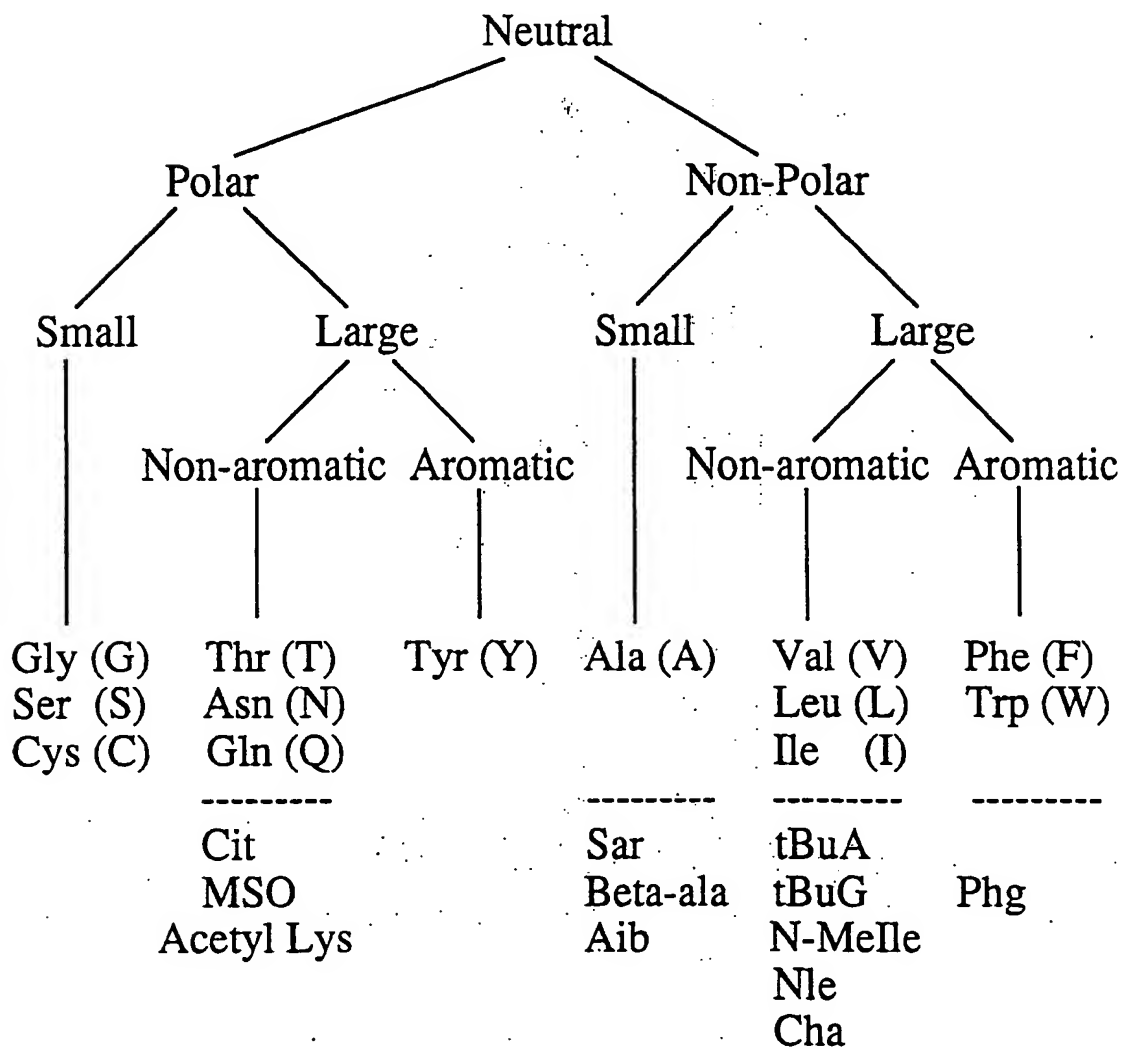 Neutral
Polar Non-Polar
Small Large Small Large
Non-aromatic Aromatic Non-aromatic Aromatic
Gly (G) Thr (T) Tyr (Y) Ala (A) Val (V) Phe (F)
Ser (S) Asn (N) Leu (L) Trp (W)
Cys (C) Gln (Q) Ile (I)
Cit Sar tBuA
MSO Beta-ala tBuG Phg
Acetyl Lys Aib N-MeIle
Nle
Cha